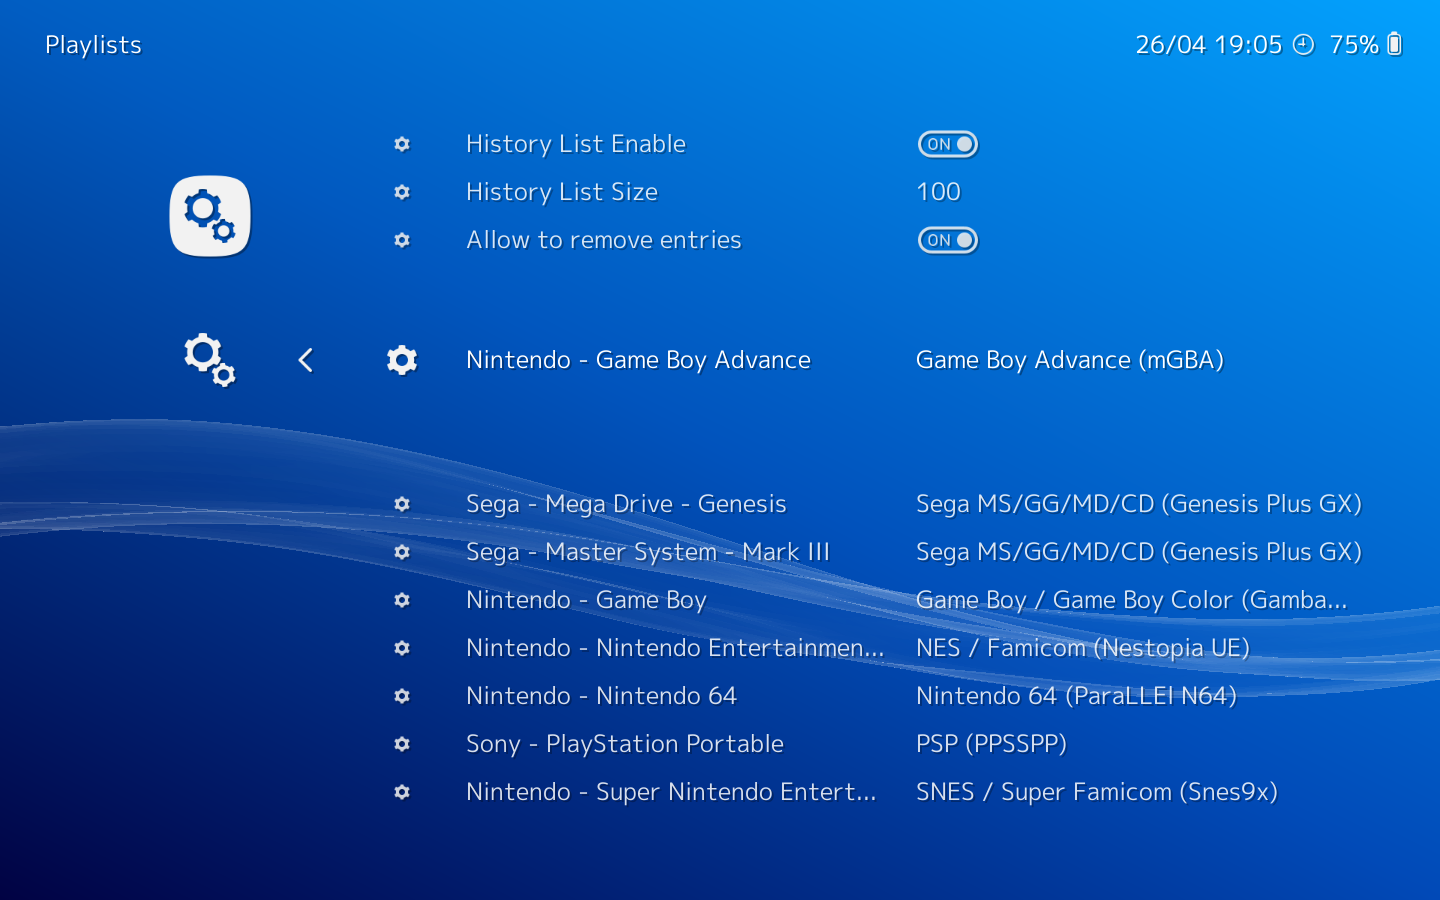 Playlists 26/04 19:05 75%
History List Enable ON
History List Size 100
Allow to remove entries ON
Nintendo - Game Boy Advance Game Boy Advance (mGBA)
Sega - Mega Drive - Genesis Sega MS/GG/MD/CD (Genesis Plus GX)
Sega - Master System - Mark III Sega MS/GG/MD/CD (Genesis Plus GX)
Nintendo - Game Boy Game Boy / Game Boy Color (Gamba...
Nintendo - Nintendo Entertainmen... NES / Famicom (Nestopia UE)
Nintendo - Nintendo 64 Nintendo 64 (ParaLLEl N64)
Sony - PlayStation Portable PSP (PPSSPP)
Nintendo - Super Nintendo Entert... SNES / Super Famicom (Snes9x)